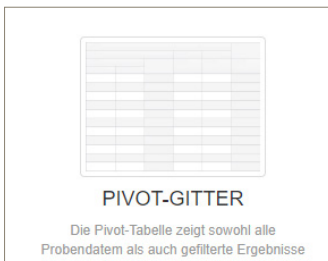 PIVOT-GITTER
Die Pivot-Tabelle zeigt sowohl alle
Probendatem als auch gefilterte Ergebnisse